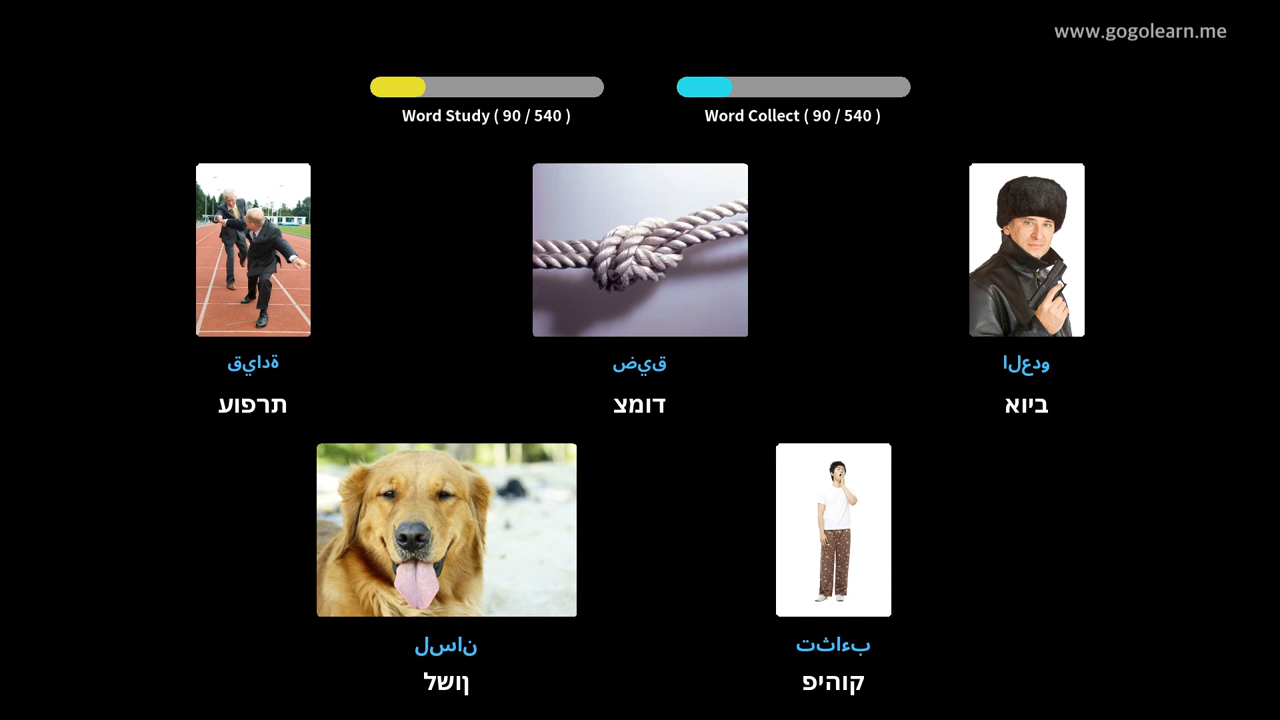 www.gogolearn.me
Word Study ( 90 / 540 )
Word Collect ( 90 / 540 )
ةدايق
תרפוע
قيض
דומצ
ودعلا
ביוא
ناسل
ןושל
بءاثت
קוהיפ